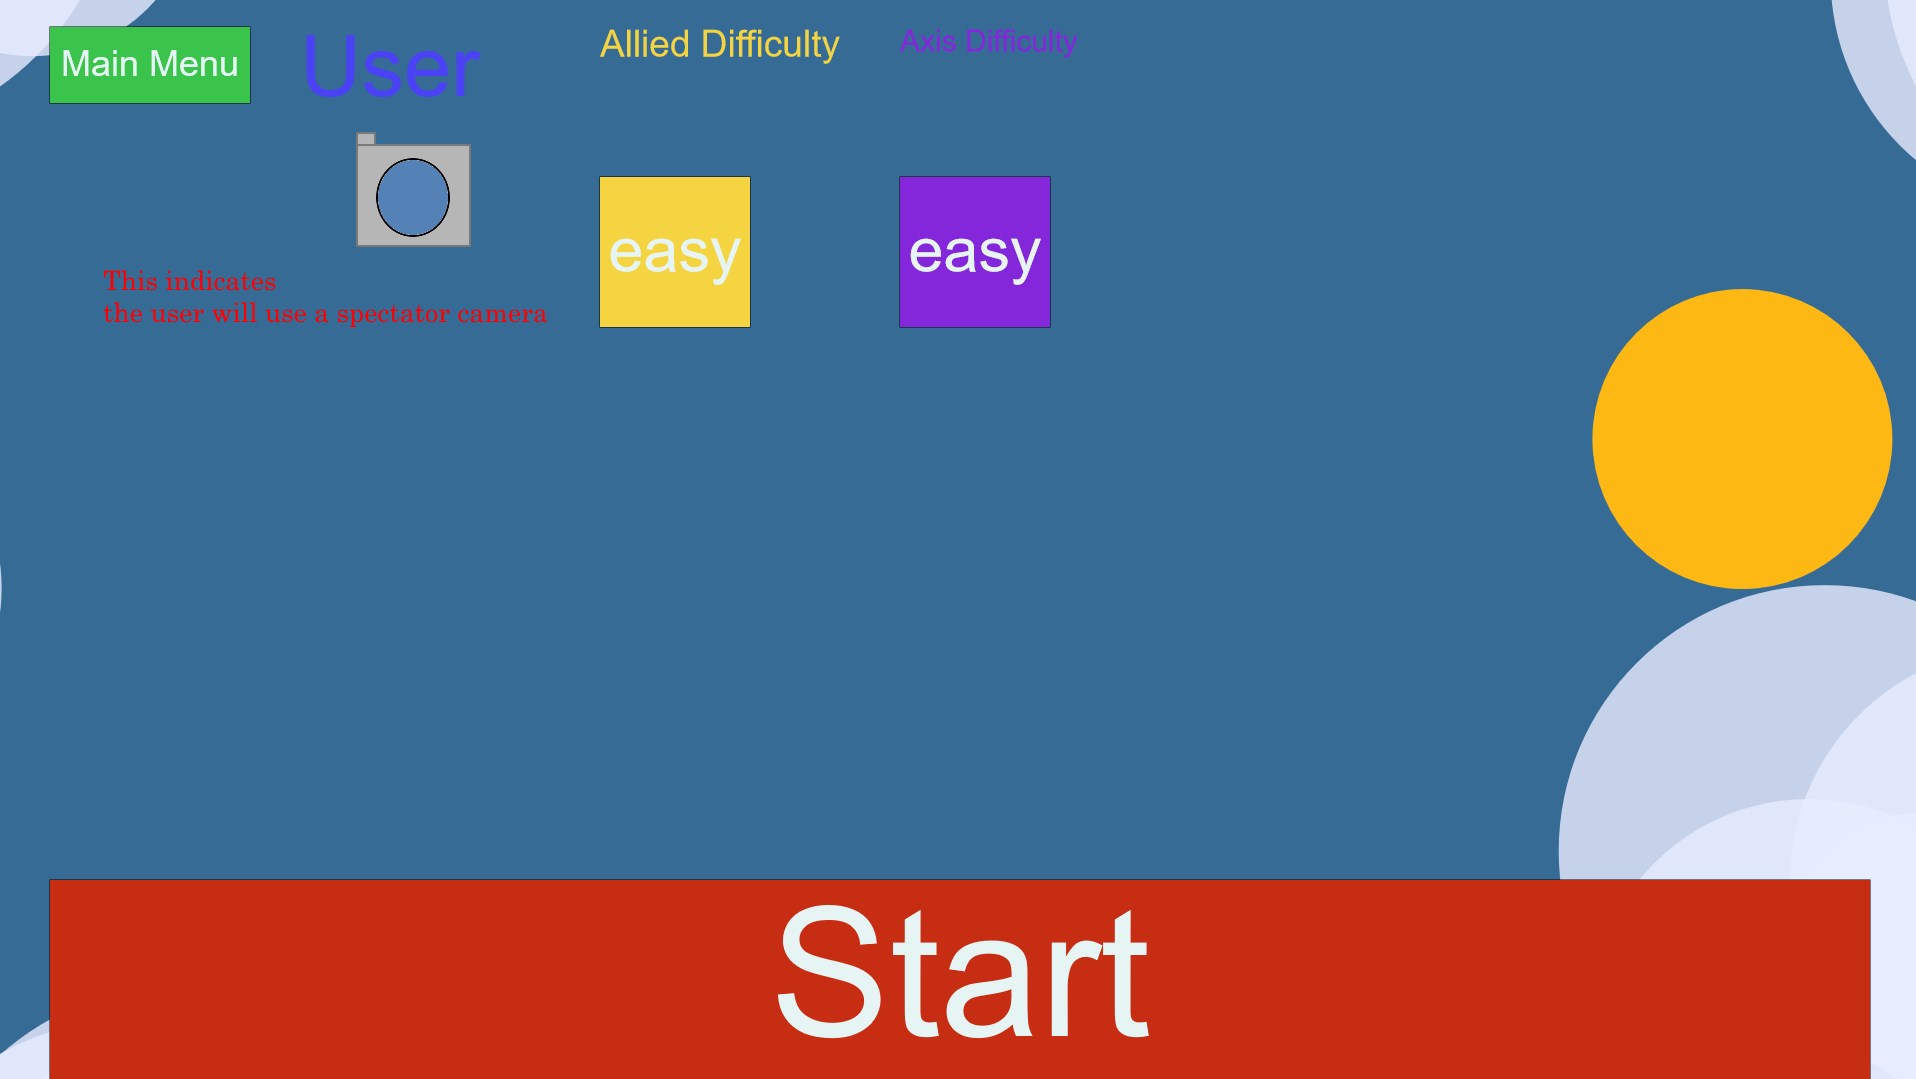 Main Menu
User
Allied Difficulty
Axis Difficulty
easy
easy
This indicates
the user will use a spectator camera
Start